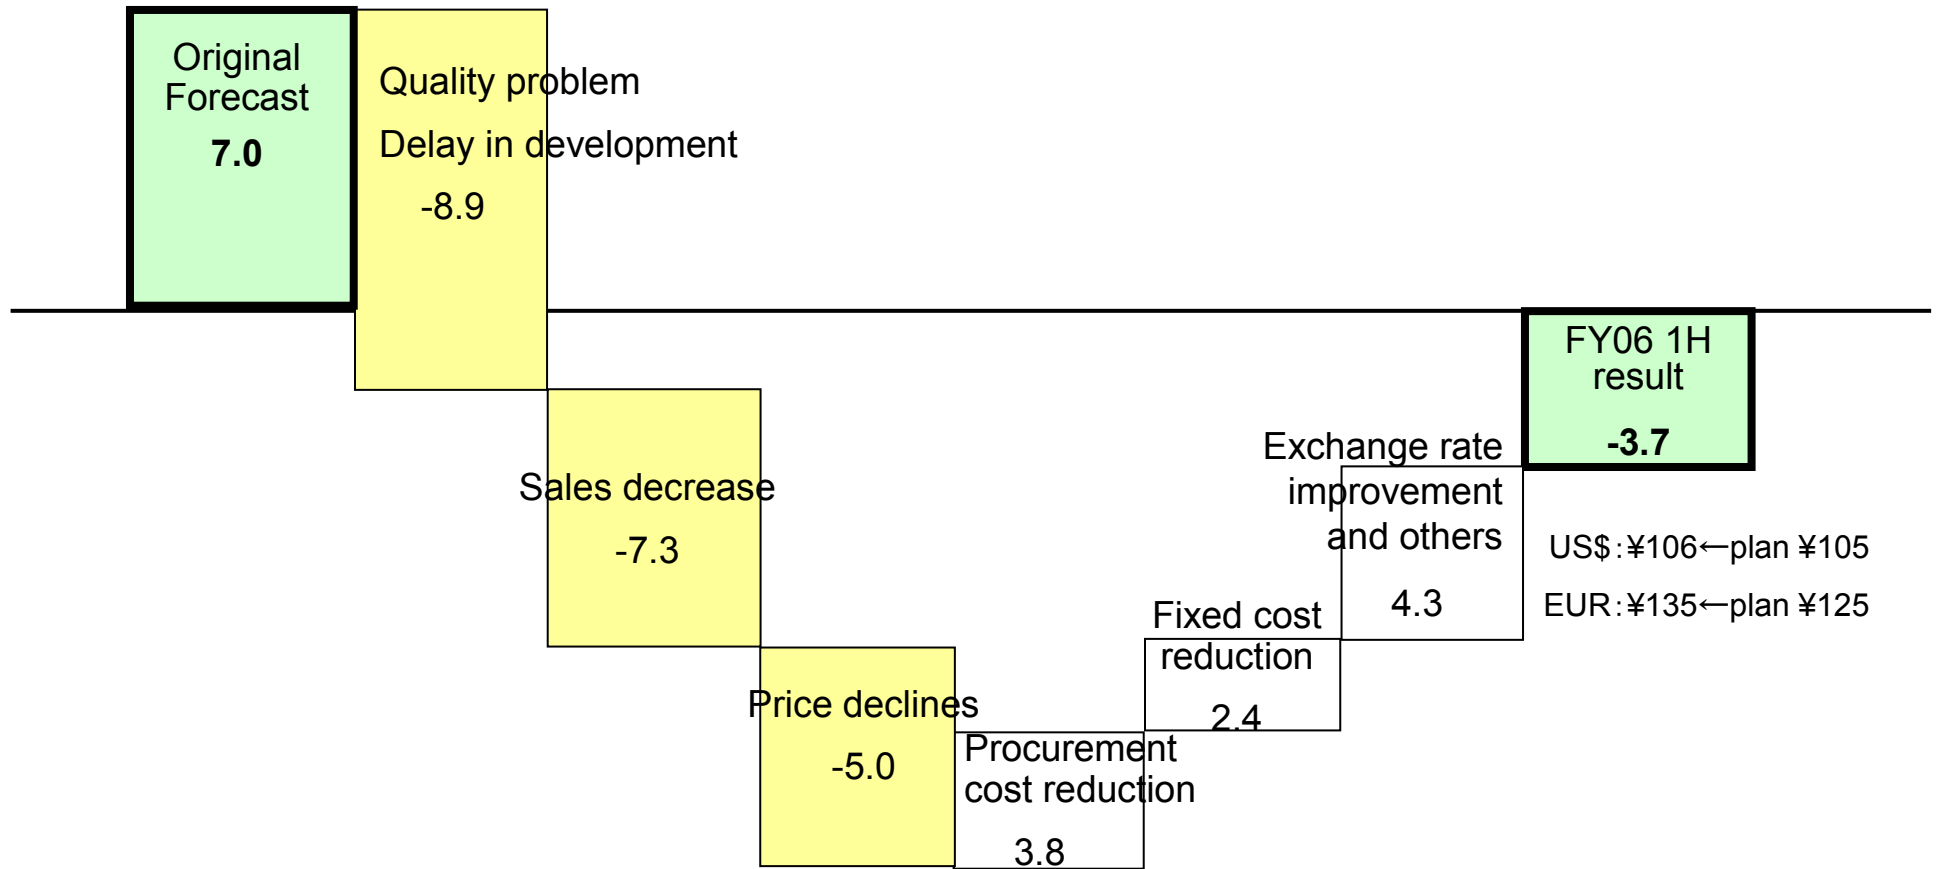 Original
Forecast
7.0
Quality problem
Delay in development
-8.9
Sales decrease
-7.3
Price declines
-5.0
Procurement
cost reduction
3.8
Fixed cost
reduction
2.4
Exchange rate
improvement
and others
4.3
FY06 1H
result
-3.7
US$:¥106←plan ¥105
EUR:¥135←plan ¥125